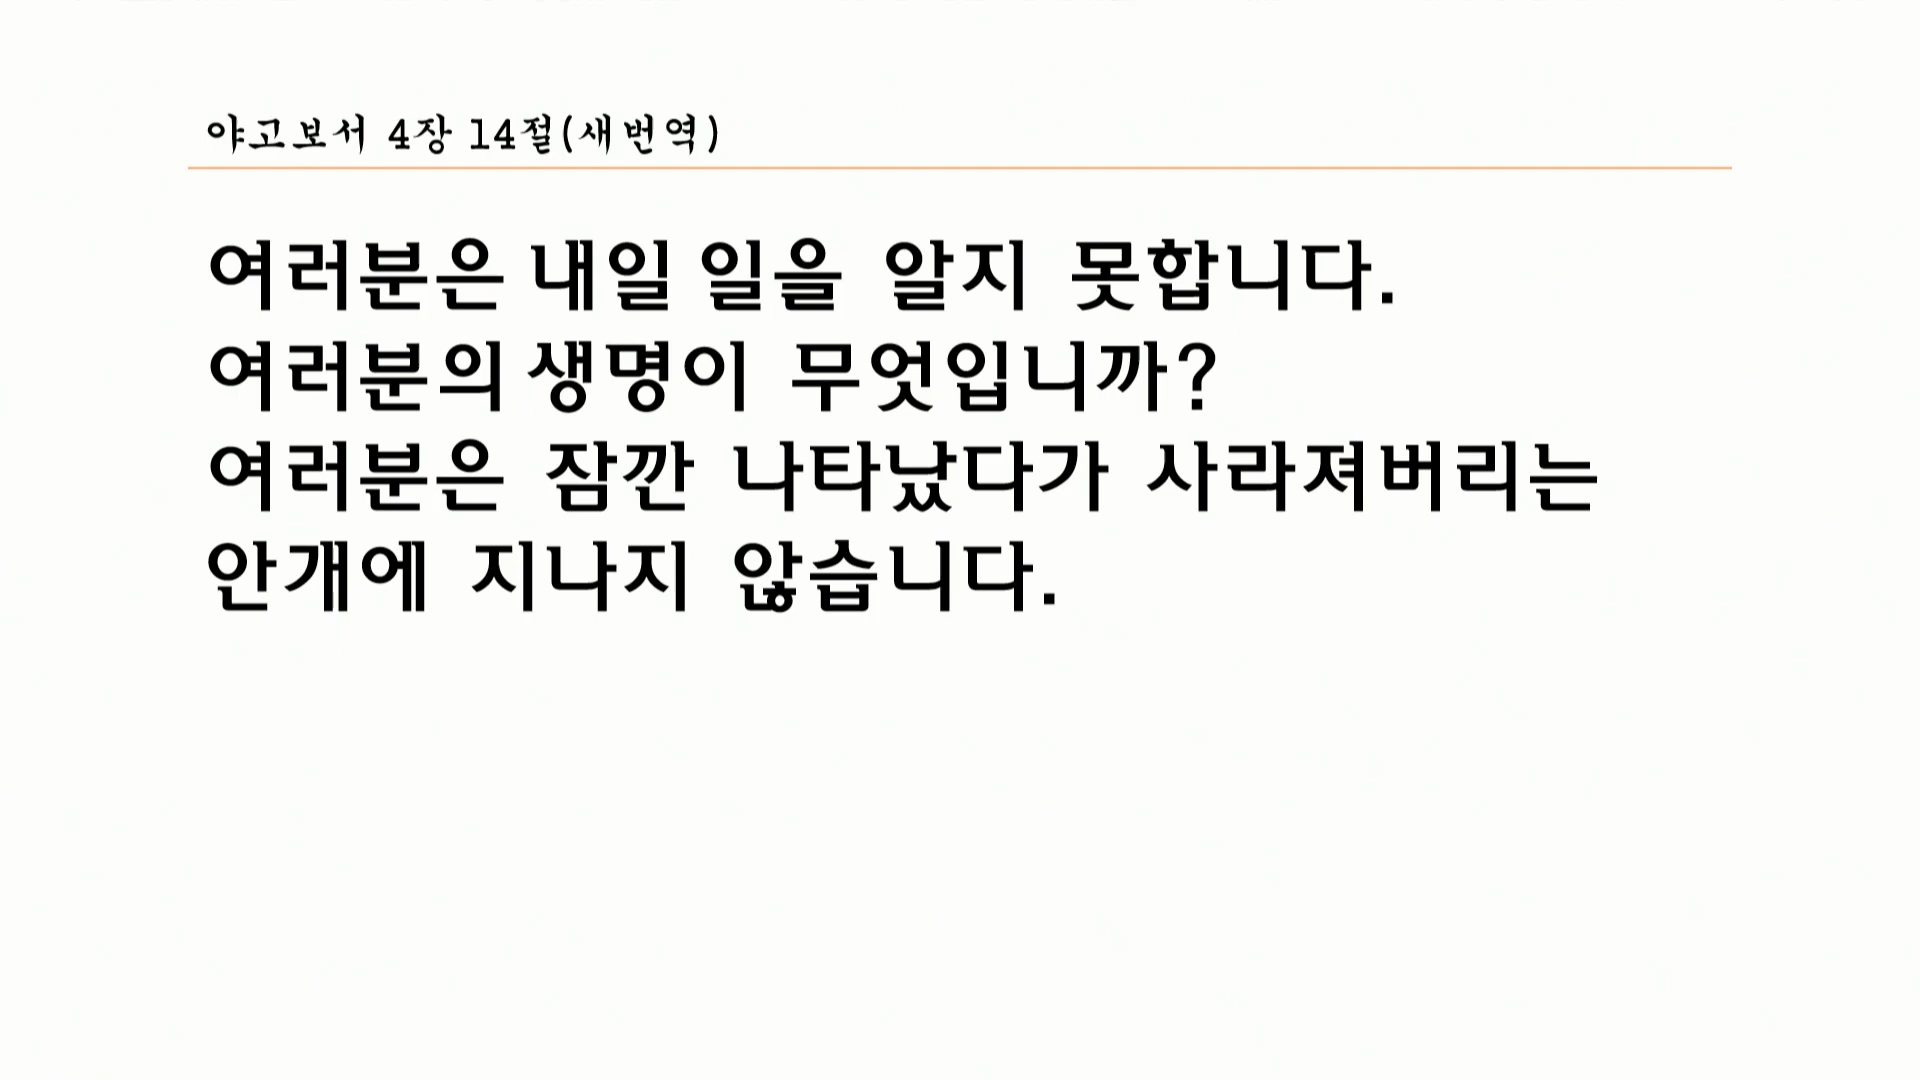 야고보서 4장 14절(새번역)
여러분은 내일 일을 알지 못합니다.
여러분의 생명이 무엇입니까?
여러분은 잠깐 나타났다가 사라져버리는
안개에 지나지 않습니다.